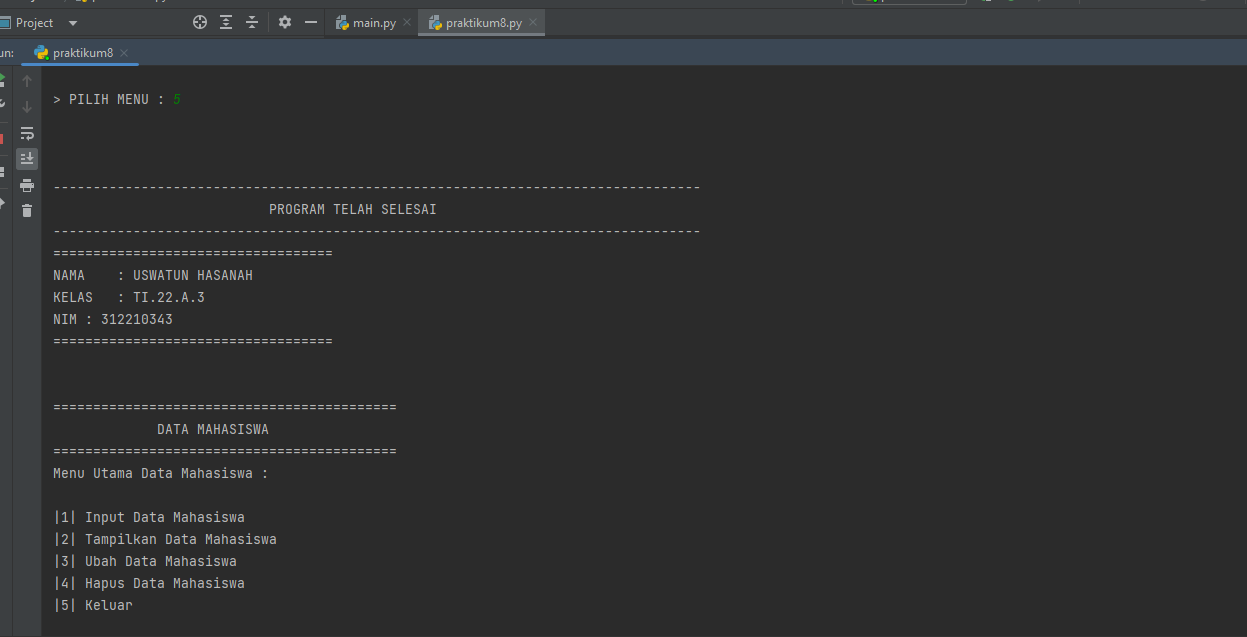 Project
main.py
praktikum8.py
un:
praktikum8
> PILIH MENU : 5
---------------------------------------------------------------------------------
PROGRAM TELAH SELESAI
---------------------------------------------------------------------------------
===================================
NAMA    : USWATUN HASANAH
KELAS   : TI.22.A.3
NIM : 312210343
===================================
===========================================
DATA MAHASISWA
===========================================
Menu Utama Data Mahasiswa :
|1| Input Data Mahasiswa
|2| Tampilkan Data Mahasiswa
|3| Ubah Data Mahasiswa
|4| Hapus Data Mahasiswa
|5| Keluar